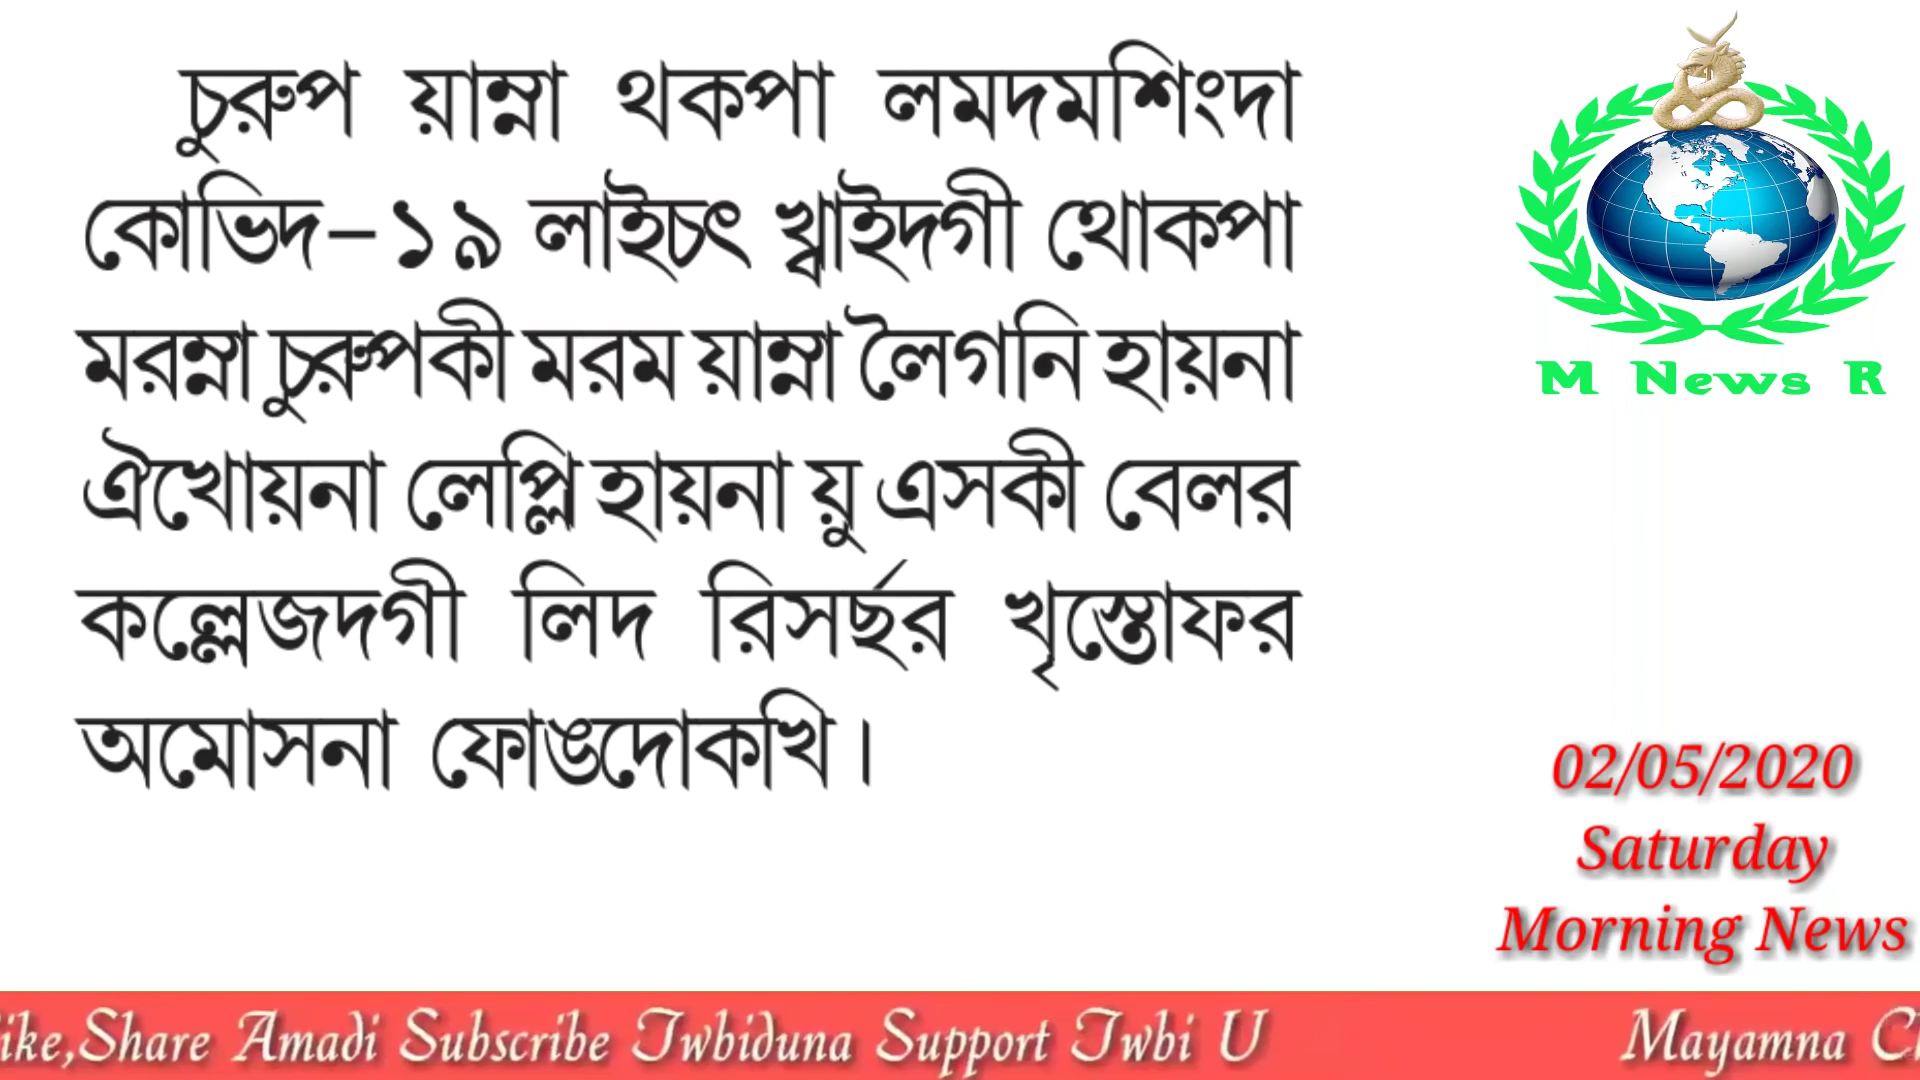 চুরুপ য়াম্না থকপা লমদমশিংদা
কোভিদ–১৯ লাইচৎ খ্বাইদগী থোকপা
মরম্না চুরুপকী মরম য়াম্না লৈগনি হায়না
ঐখোয়না লেপ্লি হায়না য়ু এসকী বেলর
কল্লেজদগী লিদ রিসর্ছর খৃস্তোফর
অমোসনা ফোঙদোকখি।
M News R
02/05/2020
Saturday
Morning News
ike,Share Amadi Subscribe Twbiduna Support Twbi U Mayamna